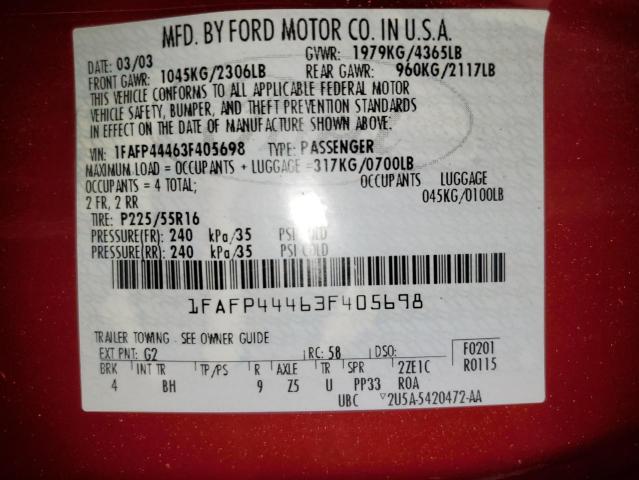 MFD. BY FORD MOTOR CO. IN U.S.A.
DATE: 03/03 GVWR: 1979KG/4365LB
FRONT GAWR: 1045KG/2306LB REAR GAWR: 960KG/2117LB
THIS VEHICLE CONFORMS TO ALL APPLICABLE FEDERAL MOTOR
VEHICLE SAFETY, BUMPER, AND THEFT PREVENTION STANDARDS
IN EFFECT ON THE DATE OF MANUFACTURE SHOWN ABOVE.
VIN: 1FAFP44463F405698 TYPE: PASSENGER
MAXIMUM LOAD = OCCUPANTS + LUGGAGE = 317KG/0700LB
OCCUPANTS = 4 TOTAL; OCCUPANTS LUGGAGE
2 FR, 2 RR 045KG/0100LB
TIRE: P225/55R16
PRESSURE(FR): 240 kPa/35 PSI COLD
PRESSURE(RR): 240 kPa/35 PSI COLD
1FAFP44463F405698
TRAILER TOWING - SEE OWNER GUIDE
EXT PNT: G2 RC: 58 DSO: F0201
BRK INT TR TP/PS R AXLE TR SPR 2ZE1C R0115
4 BH 9 Z5 U PP33 ROA
UBC 2U5A-5420472-AA